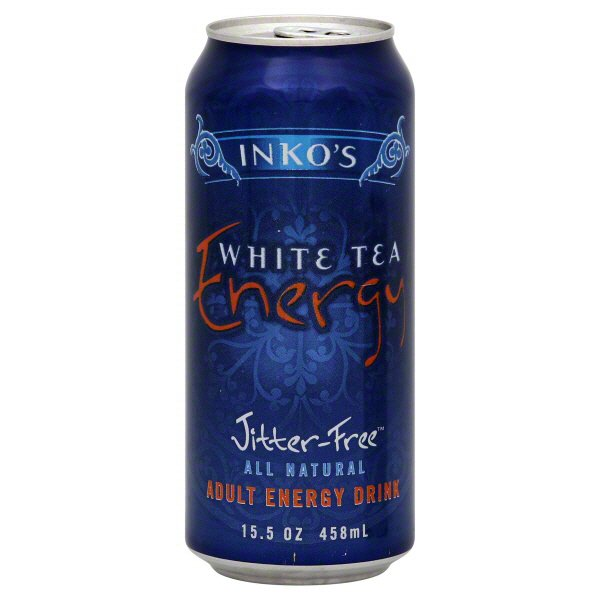 INKO'S
WHITE TEA
Energy
Jitter-Free™
ALL NATURAL
ADULT ENERGY DRINK
15.5 OZ 458mL